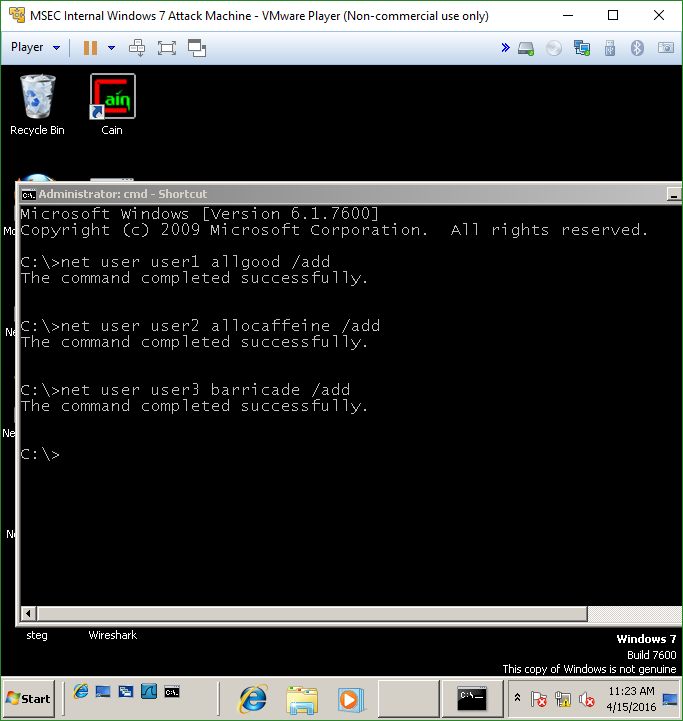 MSEC Internal Windows 7 Attack Machine - VMware Player (Non-commercial use only)
Player
Recycle Bin
Cain
Cain
Administrator: cmd - Shortcut
Microsoft Windows [Version 6.1.7600]
Copyright (c) 2009 Microsoft Corporation.  All rights reserved.
C:\>net user user1 allgood /add
The command completed successfully.
C:\>net user user2 allocaffeine /add
The command completed successfully.
C:\>net user user3 barricade /add
The command completed successfully.
C:\>
steg
Wireshark
Windows 7
Build 7600
This copy of Windows is not genuine
Start
11:23 AM
4/15/2016